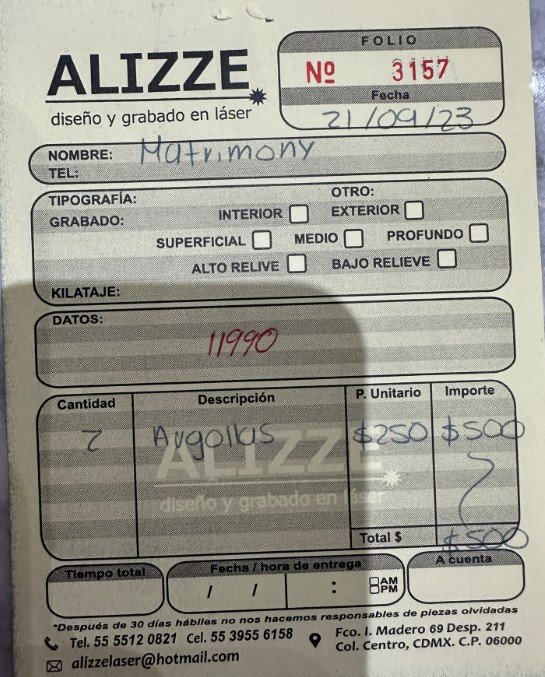 ALIZZE
diseño y grabado en láser
FOLIO
Nº 3157
Fecha
21/09/23
NOMBRE: Matrimony
TEL:
TIPOGRAFÍA: OTRO:
GRABADO: INTERIOR EXTERIOR
SUPERFICIAL MEDIO PROFUNDO
ALTO RELIVE BAJO RELIEVE
KILATAJE:
DATOS:
11990
Cantidad Descripción P. Unitario Importe
2 Argollas $250 $500
ALIZZE
diseño y grabado en láser
Total $ $500
Tiempo total Fecha / hora de entrega A cuenta
/ / : AM
PM
*Después de 30 días hábiles no nos hacemos responsables de piezas olvidadas
Tel. 55 5512 0821 Cel. 55 3955 6158
alizzelaser@hotmail.com
Fco. I. Madero 69 Desp. 211
Col. Centro, CDMX. C.P. 06000